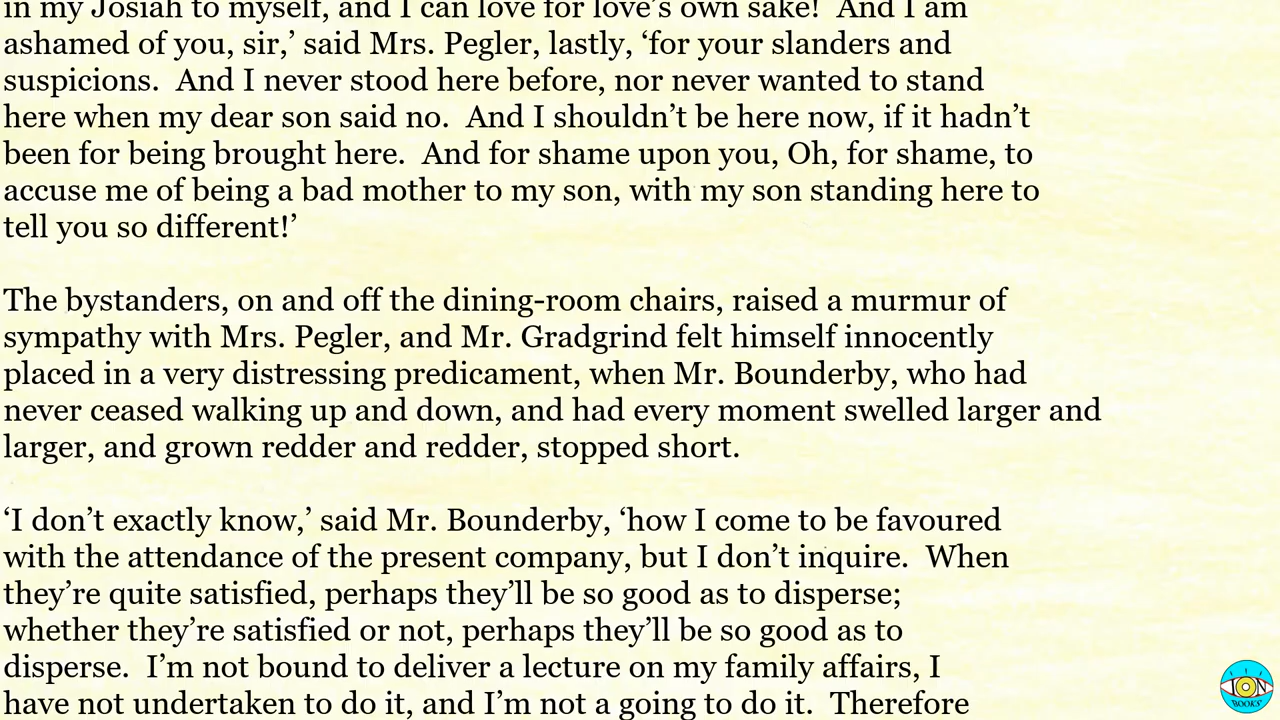 in my Josiah to myself, and I can love for love’s own sake!  And I am
ashamed of you, sir,’ said Mrs. Pegler, lastly, ‘for your slanders and
suspicions.  And I never stood here before, nor never wanted to stand
here when my dear son said no.  And I shouldn’t be here now, if it hadn’t
been for being brought here.  And for shame upon you, Oh, for shame, to
accuse me of being a bad mother to my son, with my son standing here to
tell you so different!’
The bystanders, on and off the dining-room chairs, raised a murmur of
sympathy with Mrs. Pegler, and Mr. Gradgrind felt himself innocently
placed in a very distressing predicament, when Mr. Bounderby, who had
never ceased walking up and down, and had every moment swelled larger and
larger, and grown redder and redder, stopped short.
‘I don’t exactly know,’ said Mr. Bounderby, ‘how I come to be favoured
with the attendance of the present company, but I don’t inquire.  When
they’re quite satisfied, perhaps they’ll be so good as to disperse;
whether they’re satisfied or not, perhaps they’ll be so good as to
disperse.  I’m not bound to deliver a lecture on my family affairs, I
have not undertaken to do it, and I’m not a going to do it.  Therefore
ION
BOOKS